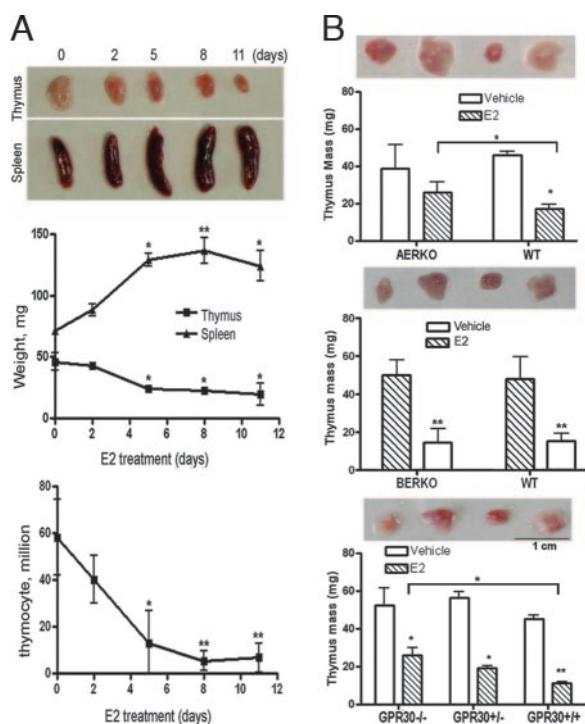 A
0 2 5 8 11 (days)
Thymus
Spleen
150
100
50
0
Weight, mg
Thymus
Spleen
*
**
*
*
*
*
0 2 4 6 8 10 12
E2 treatment (days)
80
60
40
20
0
thymocyte, million
*
**
**
0 2 4 6 8 10 12
E2 treatment (days)
B
80
60
40
20
0
Thymus Mass (mg)
Vehicle
E2
*
*
AERKO WT
80
60
40
20
0
Thymus mass (mg)
Vehicle
E2
**
**
BERKO WT
1 cm
80
60
40
20
0
Thymus mass (mg)
Vehicle
E2
*
*
*
**
GPR30-/- GPR30+/- GPR30+/+